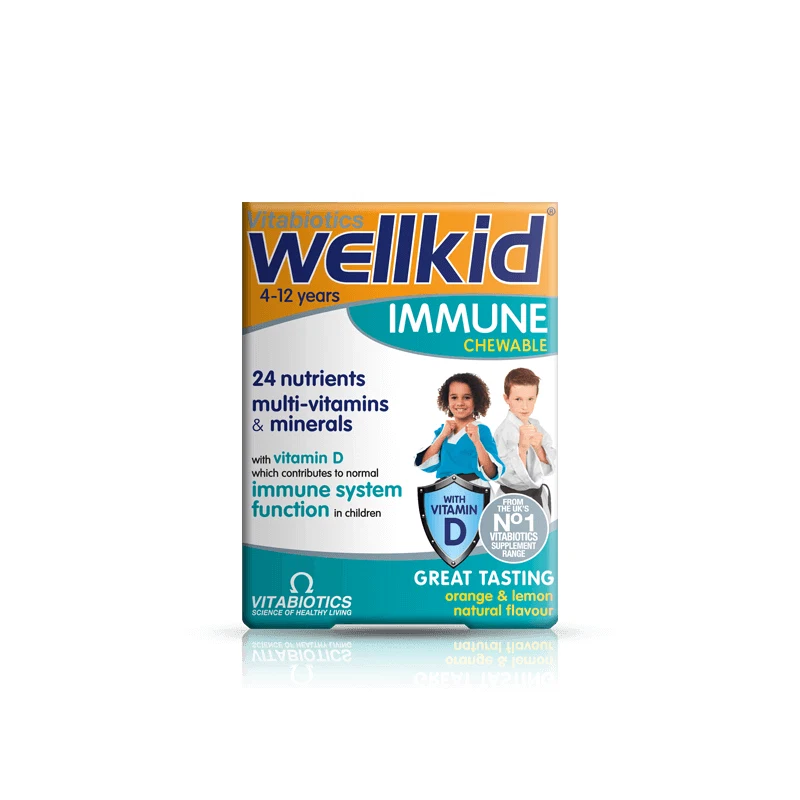 Vitabiotics
wellkid®
4-12 years
IMMUNE
CHEWABLE
24 nutrients
multi-vitamins
& minerals
with vitamin D
which contributes to normal
immune system
function in children
WITH
VITAMIN
D
FROM
THE UK'S
Nº1
VITABIOTICS
SUPPLEMENT
RANGE
GREAT TASTING
orange & lemon
natural flavour
VITABIOTICS
SCIENCE OF HEALTHY LIVING